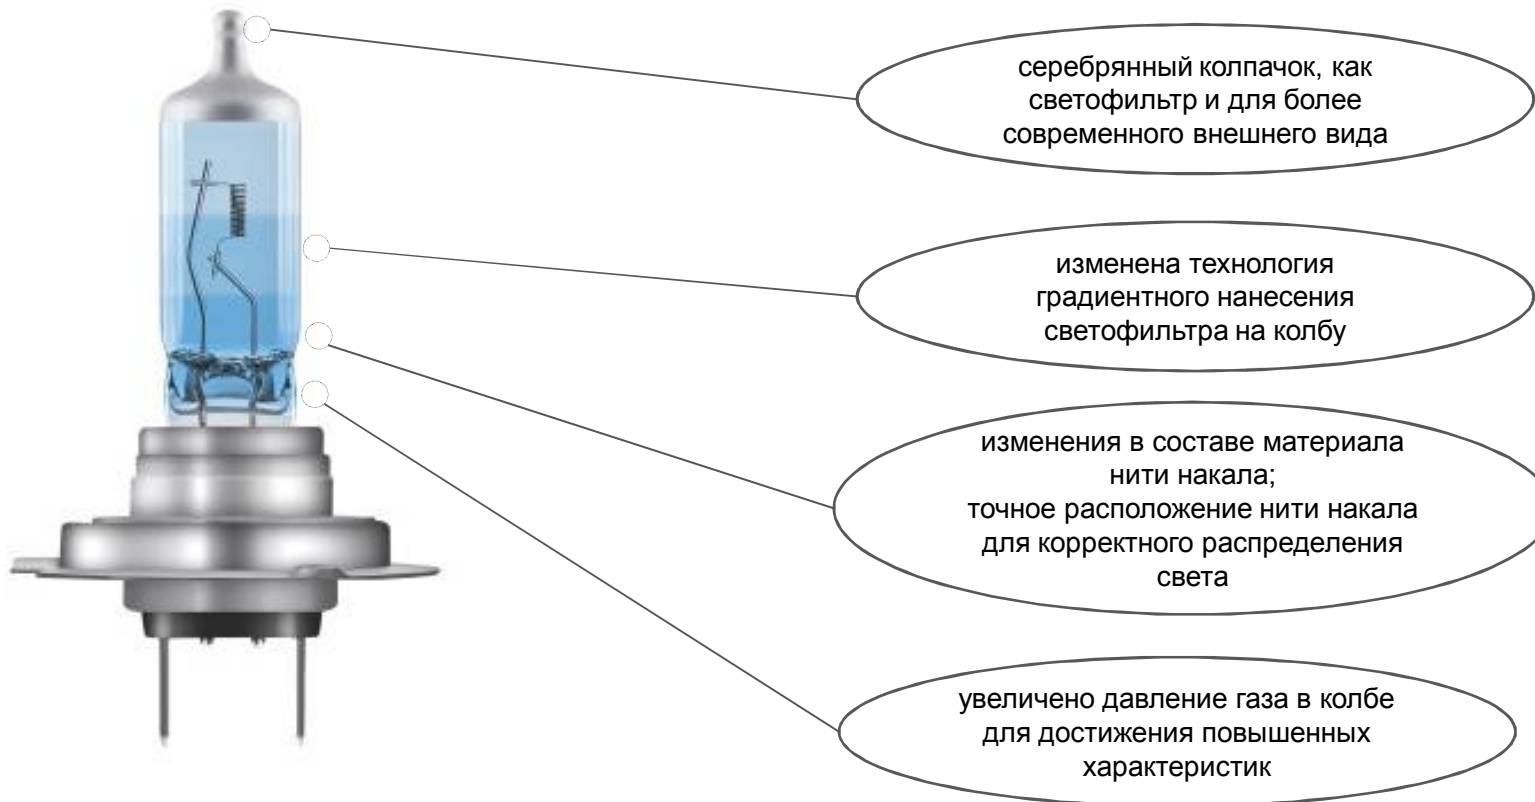 серебрянный колпачок, как
светофильтр и для более
современного внешнего вида
изменена технология
градиентного нанесения
светофильтра на колбу
изменения в составе материала
нити накала;
точное расположение нити накала
для корректного распределения
света
увеличено давление газа в колбе
для достижения повышенных
характеристик